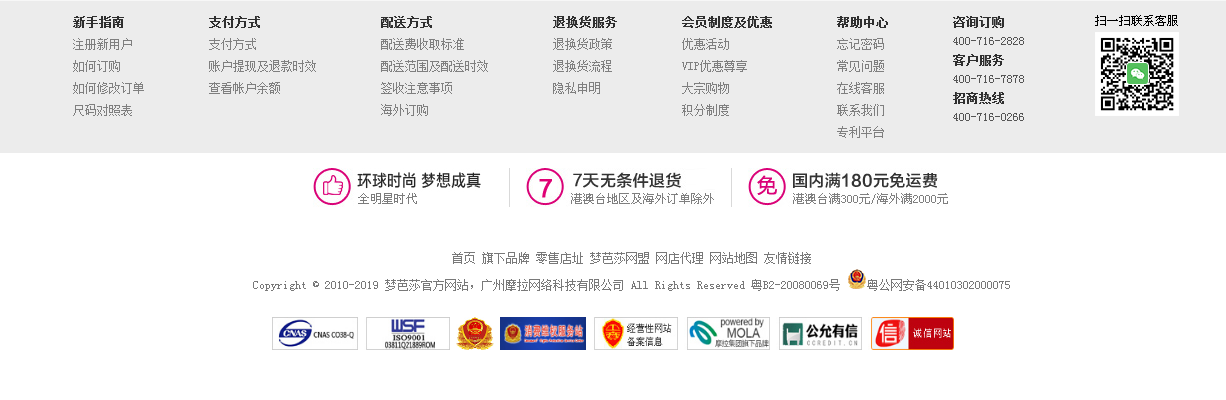 新手指南
注册新用户
如何订购
如何修改订单
尺码对照表
支付方式
支付方式
账户提现及退款时效
查看帐户余额
配送方式
配送费收取标准
配送范围及配送时效
签收注意事项
海外订购
退换货服务
退换货政策
退换货流程
隐私申明
会员制度及优惠
优惠活动
VIP优惠尊享
大宗购物
积分制度
帮助中心
忘记密码
常见问题
在线客服
联系我们
专利平台
咨询订购
400-716-2828
客户服务
400-716-7878
招商热线
400-716-0266
扫一扫联系客服
环球时尚 梦想成真
全明星时代
7
7天无条件退货
港澳台地区及海外订单除外
免
国内满180元免运费
港澳台满300元/海外满2000元
首页 旗下品牌 零售店址 梦芭莎网盟 网店代理 网站地图 友情链接
Copyright © 2010-2019 梦芭莎官方网站，广州摩拉网络科技有限公司 All Rights Reserved 粤B2-20080069号 粤公网安备44010302000075
CNAS CNAS C038-Q
WSF
ISO9001
03811Q21889ROM
消费维权服务站
经营性网站
备案信息
powered by
MOLA
摩拉集团旗下品牌
公允有信
CCREDIT.CN
信 诚信网站